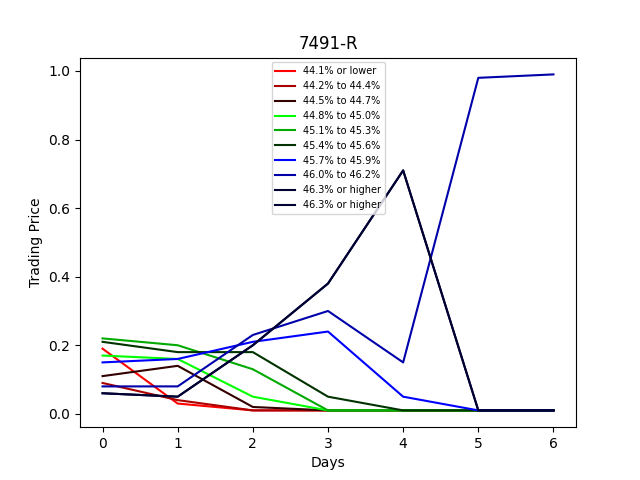 7491-R
1.0
0.8
0.6
0.4
0.2
0.0
Trading Price
44.1% or lower
44.2% to 44.4%
44.5% to 44.7%
44.8% to 45.0%
45.1% to 45.3%
45.4% to 45.6%
45.7% to 45.9%
46.0% to 46.2%
46.3% or higher
46.3% or higher
0 1 2 3 4 5 6
Days